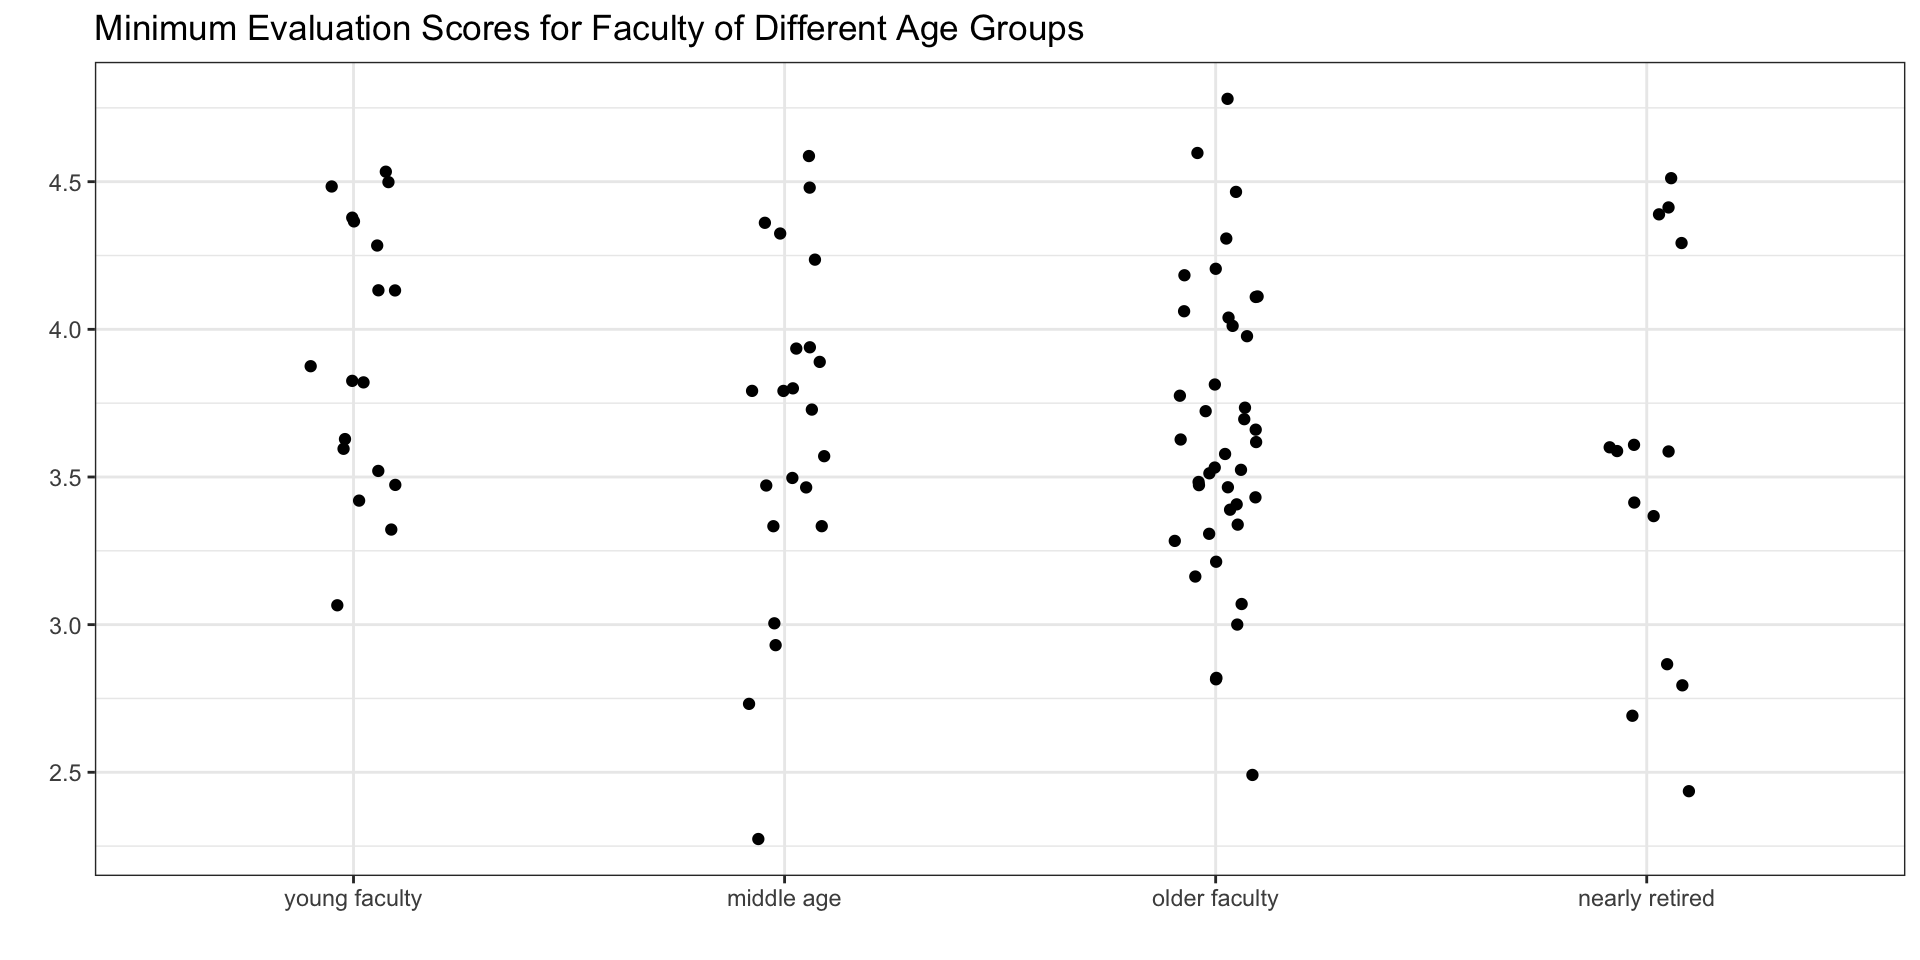 Minimum Evaluation Scores for Faculty of Different Age Groups
4.5
4.0
3.5
3.0
2.5
young faculty
middle age
older faculty
nearly retired